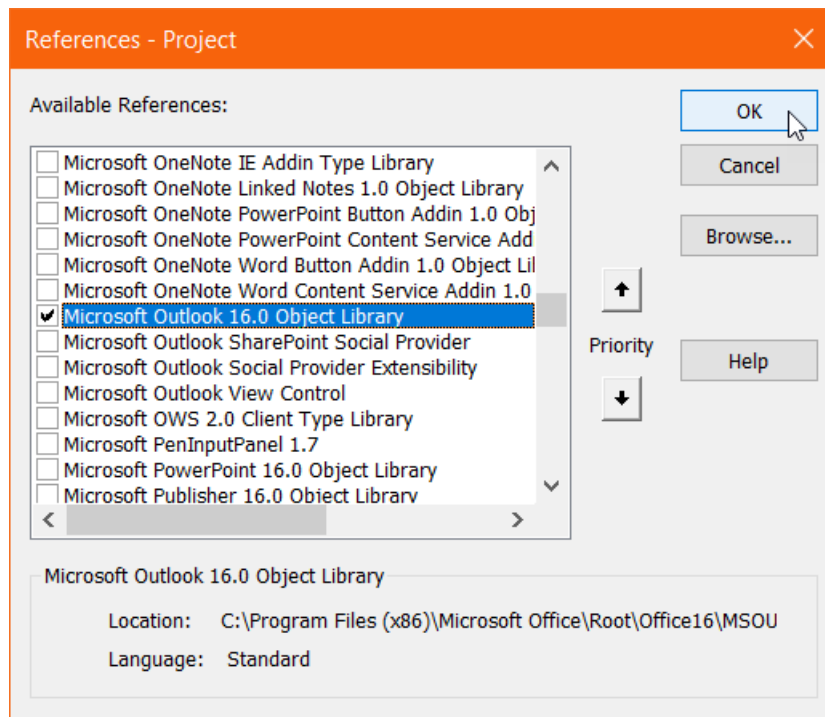 References - Project
Available References:
OK
Cancel
Browse...
Microsoft OneNote IE Addin Type Library
Microsoft OneNote Linked Notes 1.0 Object Library
Microsoft OneNote PowerPoint Button Addin 1.0 Obj
Microsoft OneNote PowerPoint Content Service Add
Microsoft OneNote Word Button Addin 1.0 Object Lil
Microsoft OneNote Word Content Service Addin 1.0
Microsoft Outlook 16.0 Object Library
Microsoft Outlook SharePoint Social Provider
Microsoft Outlook Social Provider Extensibility
Microsoft Outlook View Control
Microsoft OWS 2.0 Client Type Library
Microsoft PenInputPanel 1.7
Microsoft PowerPoint 16.0 Object Library
Microsoft Publisher 16.0 Object Library
Priority
Help
Microsoft Outlook 16.0 Object Library
Location: C:\Program Files (x86)\Microsoft Office\Root\Office16\MSOU
Language: Standard